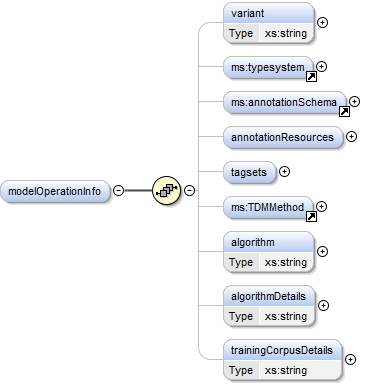 variant
Type xs:string
ms:typesystem
ms:annotationSchema
annotationResources
modelOperationInfo
tagsets
ms:TDMMethod
algorithm
Type xs:string
algorithmDetails
Type xs:string
trainingCorpusDetails
Type xs:string